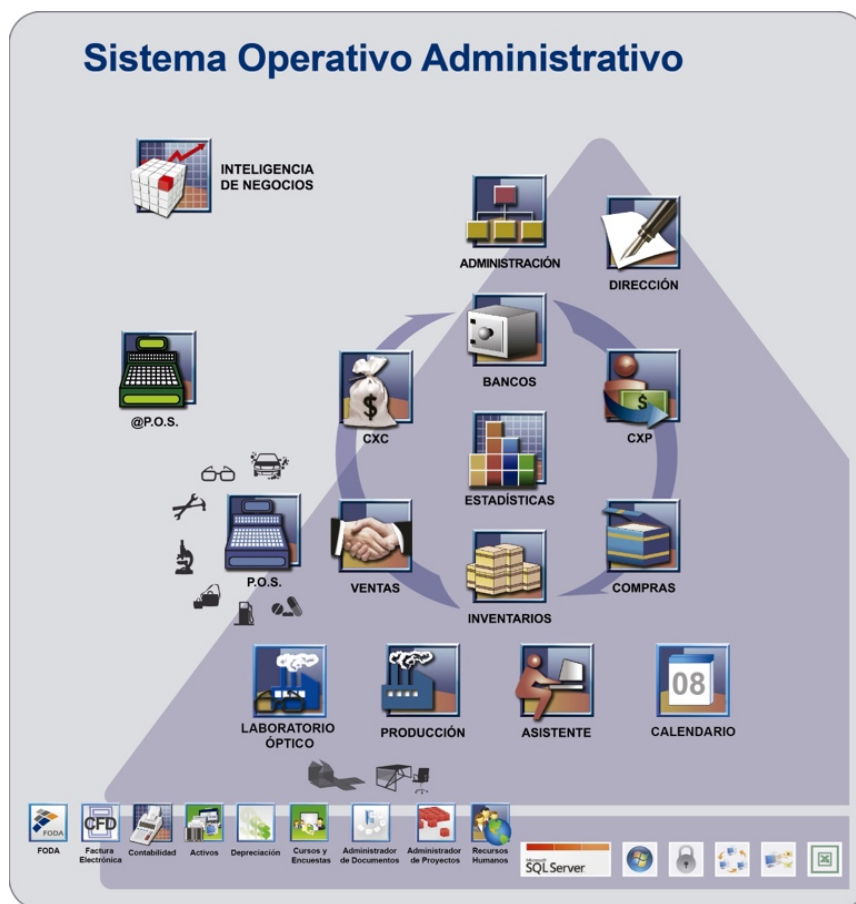 Sistema Operativo Administrativo
INTELIGENCIA
DE NEGOCIOS
ADMINISTRACIÓN
DIRECCIÓN
BANCOS
@P.O.S.
$
CXC
$
CXP
ESTADÍSTICAS
P.O.S.
VENTAS
INVENTARIOS
COMPRAS
LABORATORIO
ÓPTICO
PRODUCCIÓN
ASISTENTE
08
CALENDARIO
FODA
FODA
CFD
Factura
Electrónica
Contabilidad
Activos
Depreciación
Cursos y
Encuestas
Administrador
de Documentos
Administrador
de Proyectos
Recursos
Humanos
Microsoft
SQL Server